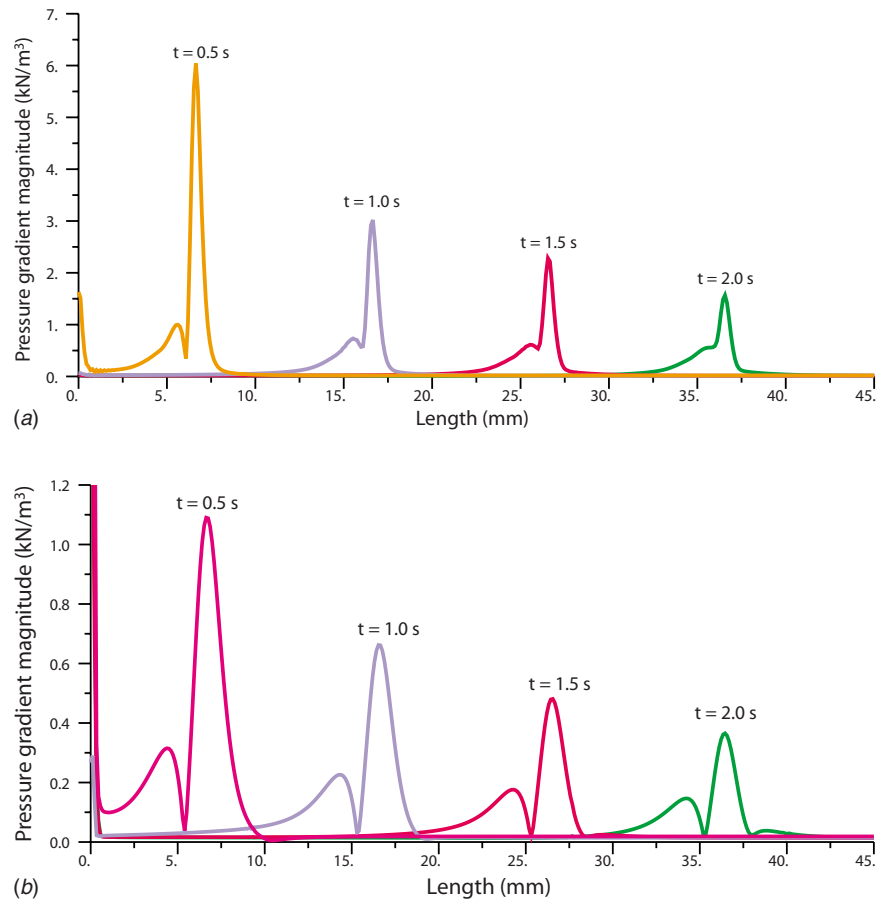 7.
6.
5.
4.
3.
2.
1.
0.
Pressure gradient magnitude (kN/m³)
t = 0.5 s
t = 1.0 s
t = 1.5 s
t = 2.0 s
0. 5. 10. 15. 20. 25. 30. 35. 40. 45.
Length (mm)
(a)
1.2
1.0
0.8
0.6
0.4
0.2
0.0
Pressure gradient magnitude (kN/m³)
t = 0.5 s
t = 1.0 s
t = 1.5 s
t = 2.0 s
0. 5. 10. 15. 20. 25. 30. 35. 40. 45.
Length (mm)
(b)